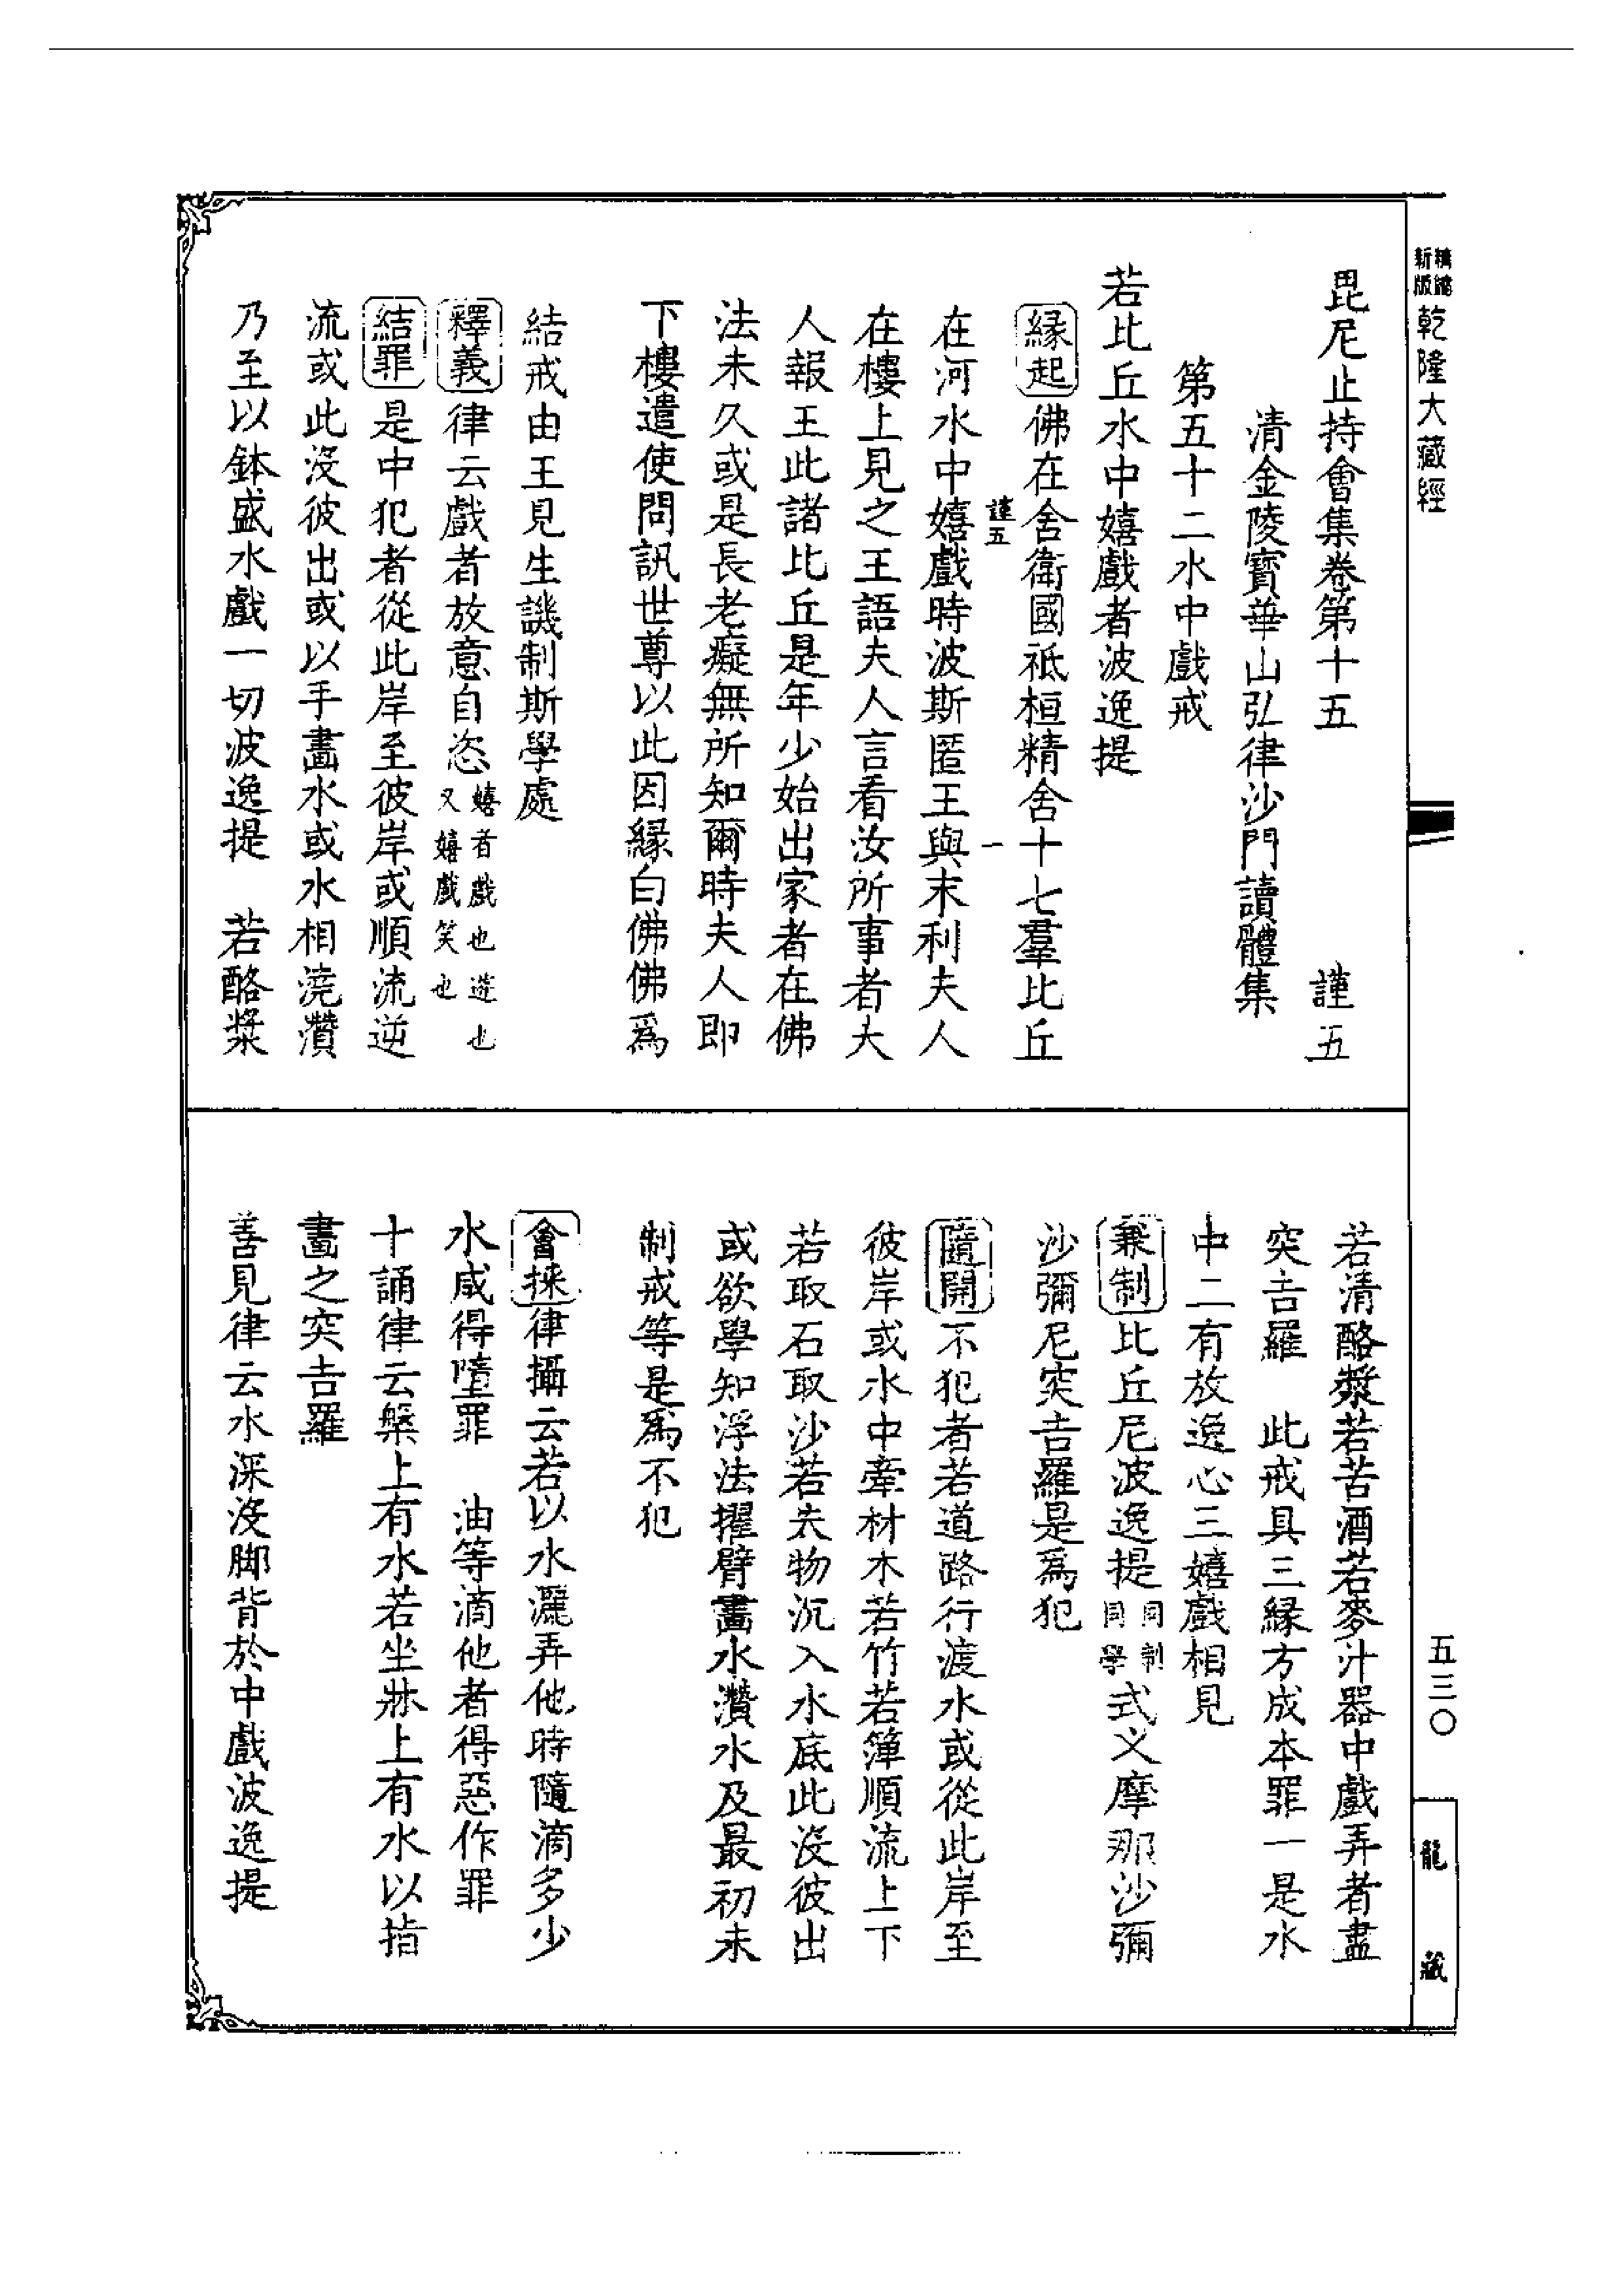 精縮新版乾隆大藏經
毘尼止持會集卷第十五 謹五
清金陵寶華山弘律沙門讀體集
第五十二水中戲戒
若比丘水中嬉戲者波逸提
緣起佛在舍衛國祇桓精舍十七羣比丘
謹五 一
在河水中嬉戲時波斯匿王與末利夫人
在樓上見之王語夫人言看汝所事者夫
人報王此諸比丘是年少始出家者在佛
法未久或是長老癡無所知爾時夫人即
下樓遣使問訊世尊以此因緣白佛佛爲
結戒由王見生譏制斯學處
釋義律云戲者放意自恣嬉者戲也遊也又嬉戲笑也
結罪是中犯者從此岸至彼岸或順流逆
流或此沒彼出或以手畫水或水相澆灒
乃至以鉢盛水戲一切波逸提 若酪漿
若清酪漿若苦酒若麥汁器中戲弄者盡
突吉羅 此戒具三緣方成本罪一是水
中二有放逸心三嬉戲相見
兼制比丘尼波逸提同制同學式叉摩那沙彌
沙彌尼突吉羅是爲犯
隨開不犯者若道路行渡水或從此岸至
彼岸或水中牽材木若竹若簰順流上下
若取石取沙若失物沉入水底此沒彼出
或欲學知浮法擢臂畫水灒水及最初未
制戒等是爲不犯
會採律攝云若以水灑弄他時隨滴多少
水咸得墮罪 油等滴他者得惡作罪
十誦律云槃上有水若坐牀上有水以指
畫之突吉羅
善見律云水深沒脚背於中戲波逸提
五三〇
龍藏